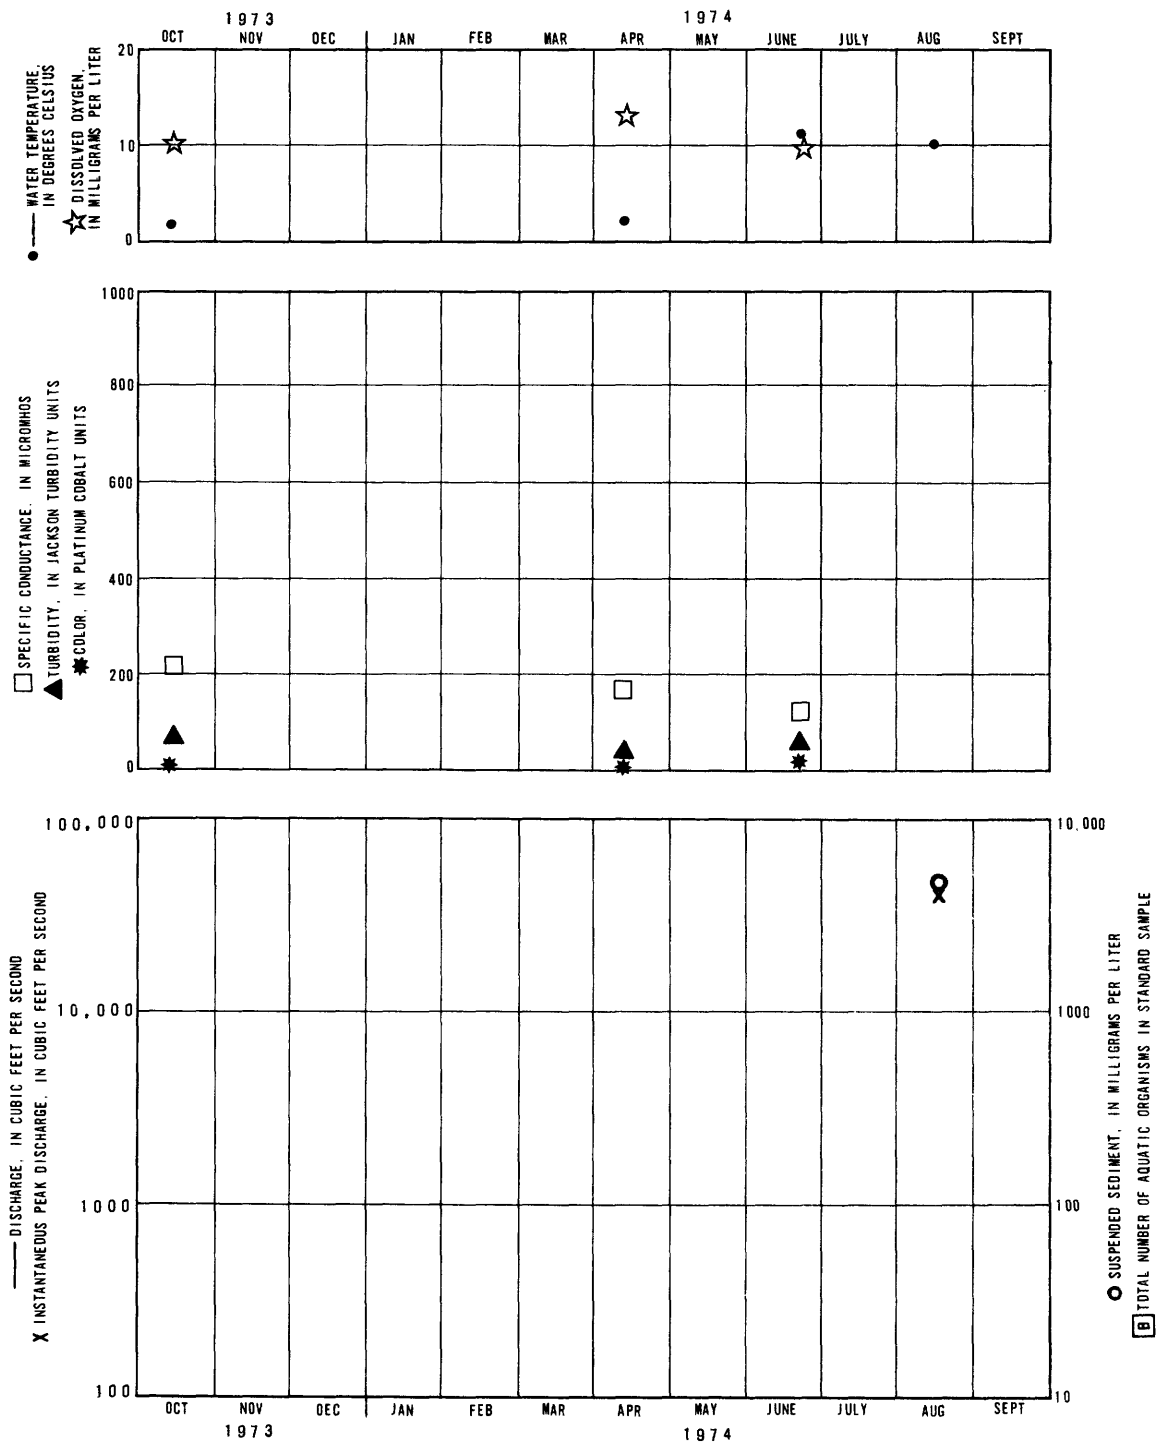 1973 1974
OCT NOV DEC JAN FEB MAR APR MAY JUNE JULY AUG SEPT
WATER TEMPERATURE,
IN DEGREES CELSIUS
DISSOLVED OXYGEN,
IN MILLIGRAMS PER LITER
20
10
0
SPECIFIC CONDUCTANCE, IN MICROMHOS
TURBIDITY, IN JACKSON TURBIDITY UNITS
COLOR, IN PLATINUM COBALT UNITS
1000
800
600
400
200
0
DISCHARGE, IN CUBIC FEET PER SECOND
X INSTANTANEOUS PEAK DISCHARGE, IN CUBIC FEET PER SECOND
100,000
10,000
1000
100
X
10,000
1000
100
10
SUSPENDED SEDIMENT, IN MILLIGRAMS PER LITER
B TOTAL NUMBER OF AQUATIC ORGANISMS IN STANDARD SAMPLE
OCT NOV DEC JAN FEB MAR APR MAY JUNE JULY AUG SEPT
1973 1974